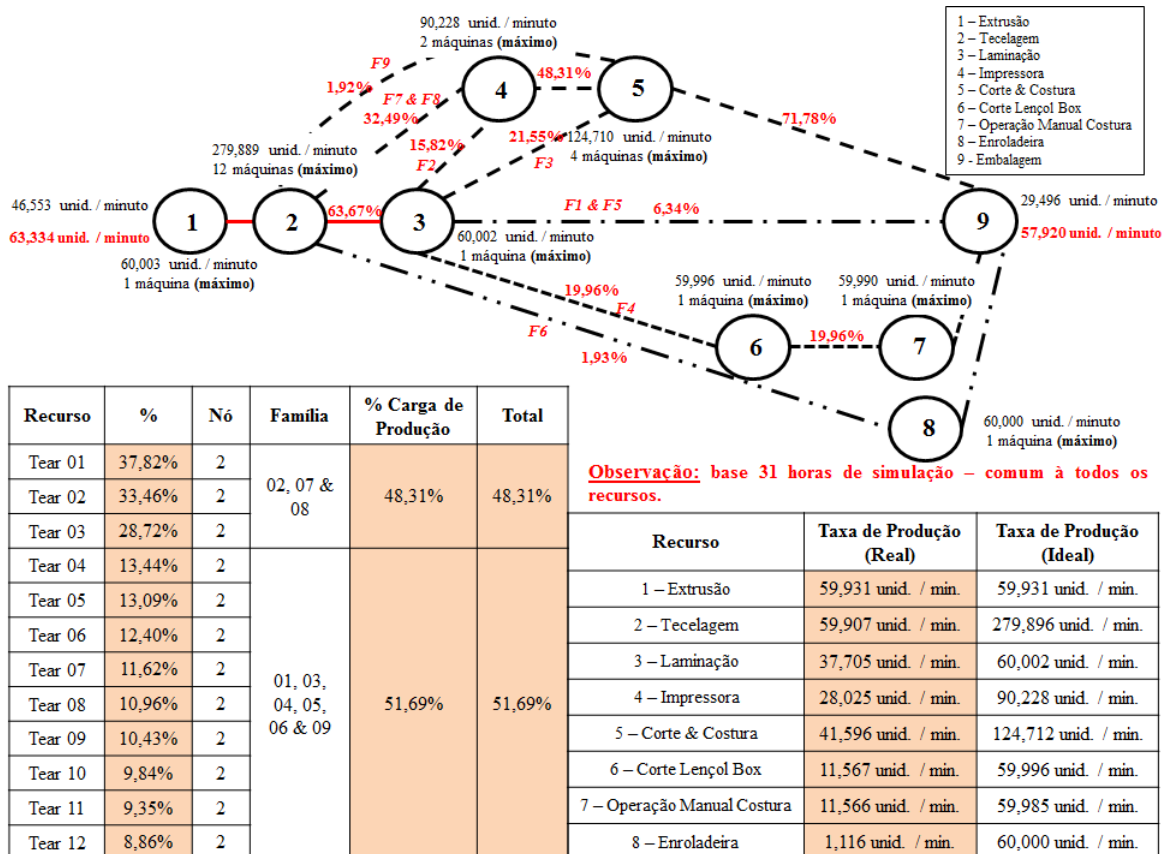 90,228 unid. / minuto
2 máquinas (máximo)
1 – Extrusão
2 – Tecelagem
3 – Laminação
4 – Impressora
5 – Corte & Costura
6 – Corte Lençol Box
7 – Operação Manual Costura
8 – Enroladeira
9 - Embalagem
F9
1,92%
F7 & F8
32,49%
4
48,31%
5
71,78%
15,82%
F2
21,55%
F3
124,710 unid. / minuto
4 máquinas (máximo)
279,889 unid. / minuto
12 máquinas (máximo)
46,553 unid. / minuto
63,334 unid. / minuto
1
2
63,67%
3
F1 & F5
6,34%
9
29,496 unid. / minuto
57,920 unid. / minuto
60,003 unid. / minuto
1 máquina (máximo)
60,002 unid. / minuto
1 máquina (máximo)
19,96%
F4
F6
1,93%
59,996 unid. / minuto
1 máquina (máximo)
59,990 unid. / minuto
1 máquina (máximo)
6
19,96%
7
8
60,000 unid. / minuto
1 máquina (máximo)
Observação: base 31 horas de simulação – comum à todos os
recursos.
Recurso % Nó Família % Carga de Produção Total
Tear 01 37,82% 2 02, 07 & 08 48,31% 48,31%
Tear 02 33,46% 2
Tear 03 28,72% 2
Tear 04 13,44% 2 01, 03, 04, 05, 06 & 09 51,69% 51,69%
Tear 05 13,09% 2
Tear 06 12,40% 2
Tear 07 11,62% 2
Tear 08 10,96% 2
Tear 09 10,43% 2
Tear 10 9,84% 2
Tear 11 9,35% 2
Tear 12 8,86% 2
Recurso Taxa de Produção (Real) Taxa de Produção (Ideal)
1 – Extrusão 59,931 unid. / min. 59,931 unid. / min.
2 – Tecelagem 59,907 unid. / min. 279,896 unid. / min.
3 – Laminação 37,705 unid. / min. 60,002 unid. / min.
4 – Impressora 28,025 unid. / min. 90,228 unid. / min.
5 – Corte & Costura 41,596 unid. / min. 124,712 unid. / min.
6 – Corte Lençol Box 11,567 unid. / min. 59,996 unid. / min.
7 – Operação Manual Costura 11,566 unid. / min. 59,985 unid. / min.
8 – Enroladeira 1,116 unid. / min. 60,000 unid. / min.